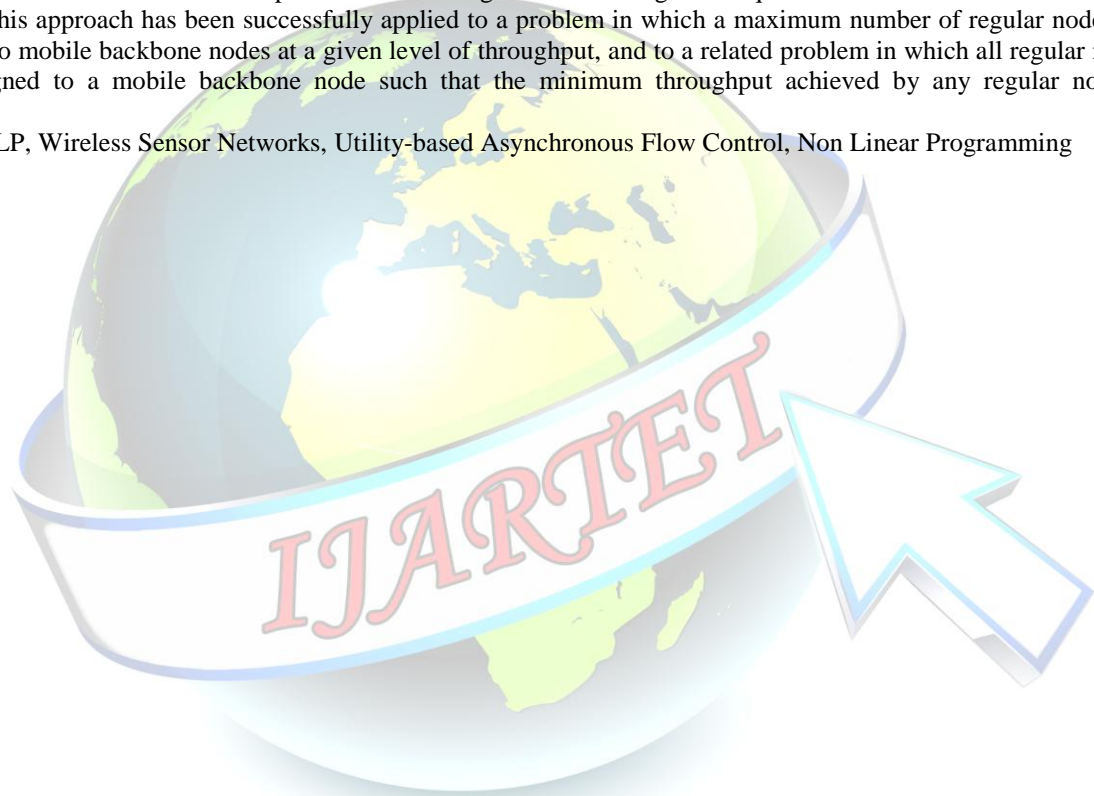 his approach has been successfully applied to a problem in which a maximum number of regular node
o mobile backbone nodes at a given level of throughput, and to a related problem in which all regular
gned to a mobile backbone node such that the minimum throughput achieved by any regular no
LP, Wireless Sensor Networks, Utility-based Asynchronous Flow Control, Non Linear Programming
IJARTET